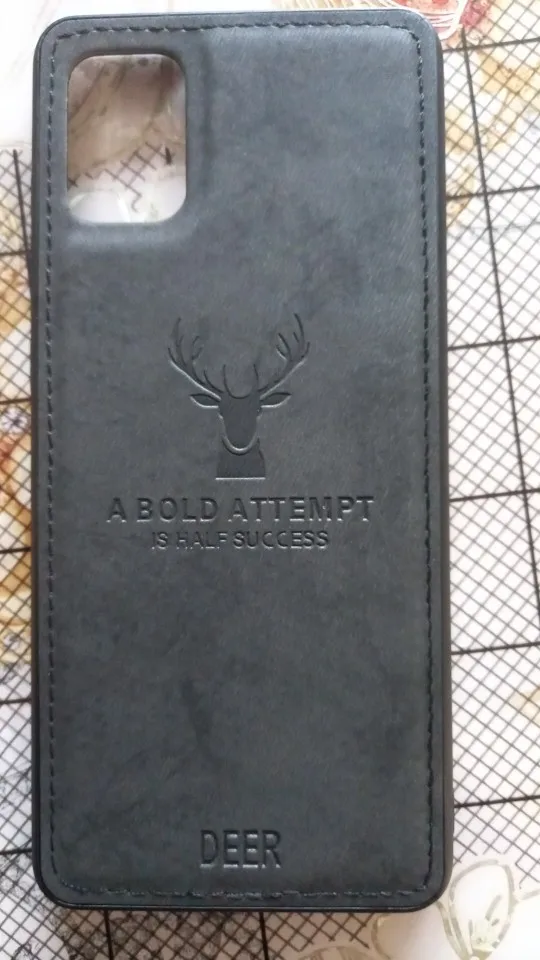 A BOLD ATTEMPT
IS HALF SUCCESS
DEER